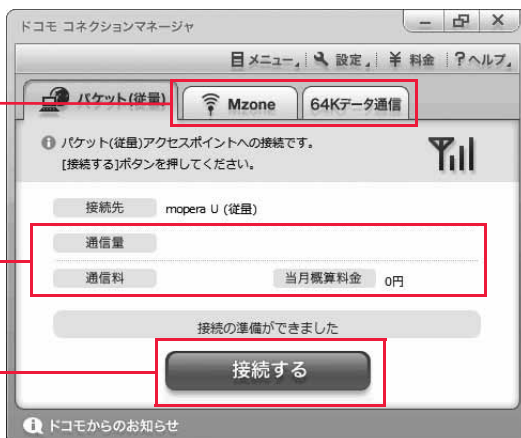 ドコモ コネクションマネージャ
メニュー 設定 ¥ 料金 ?ヘルプ
パケット(従量) Mzone 64Kデータ通信
パケット(従量)アクセスポイントへの接続です。
[接続する]ボタンを押してください。
接続先 mopera U (従量)
通信量
通信料 当月概算料金 0円
接続の準備ができました
接続する
ドコモからのお知らせ